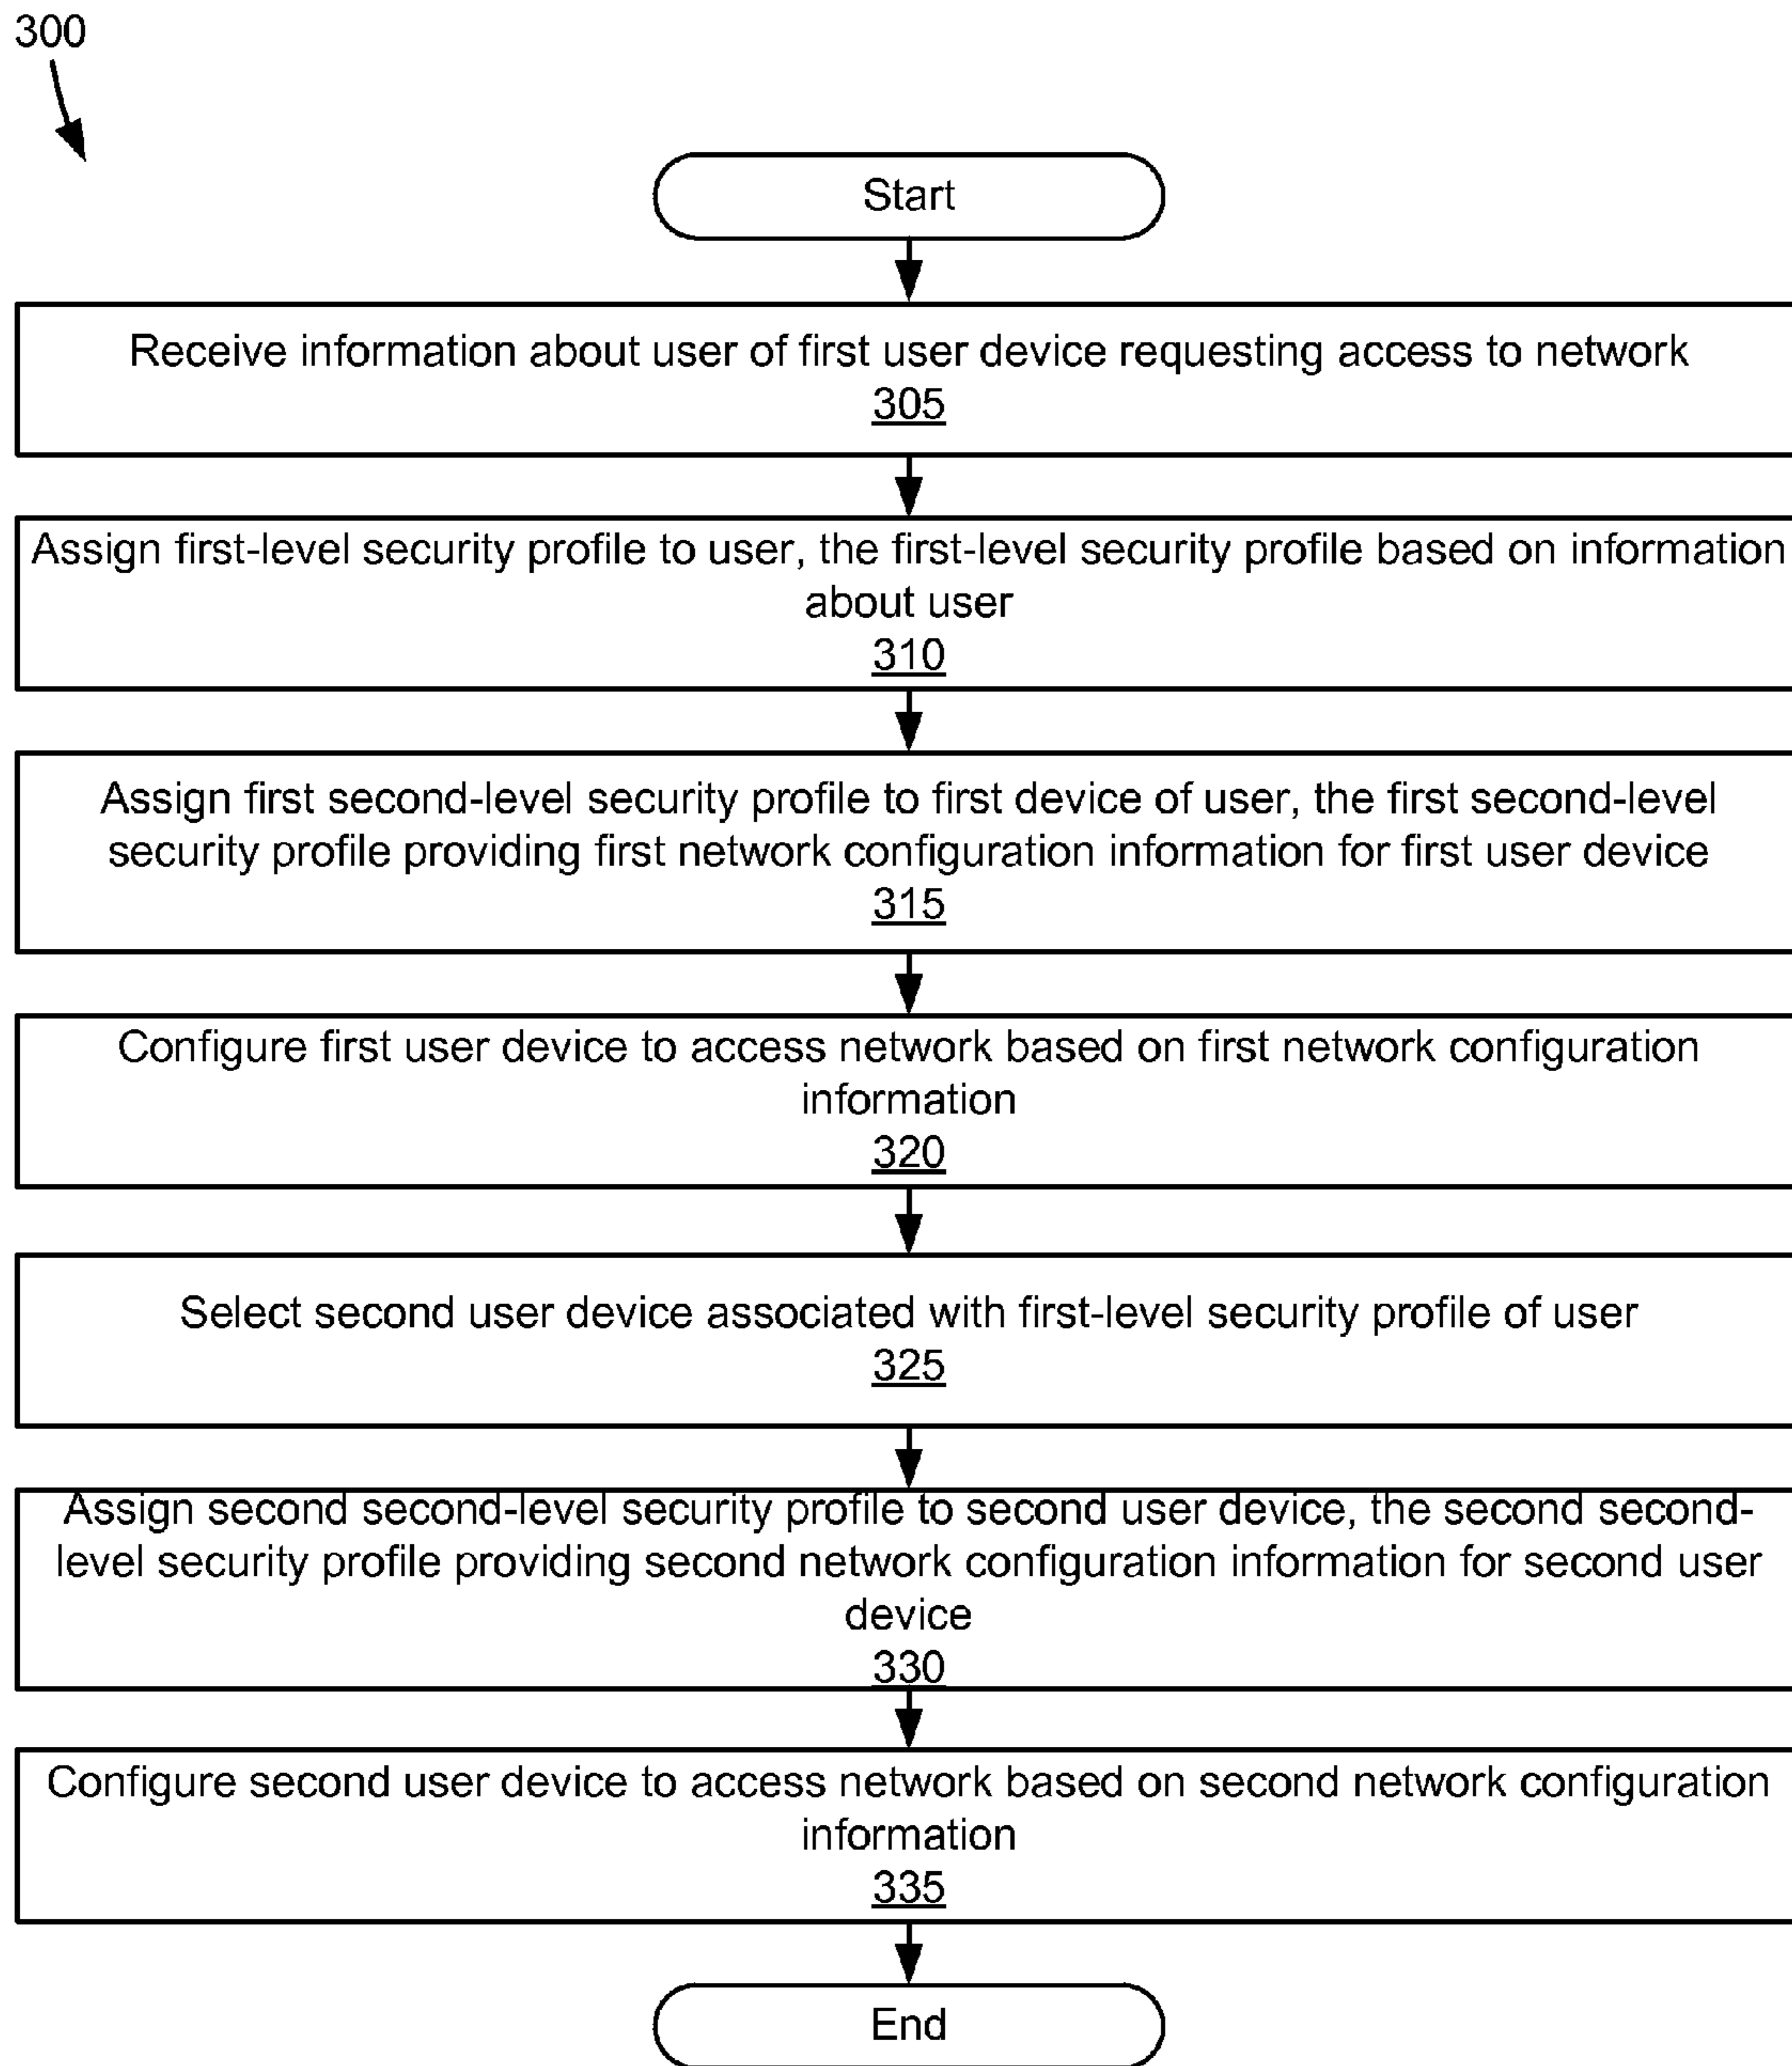 300
Start
Receive information about user of first user device requesting access to network
305
Assign first-level security profile to user, the first-level security profile based on information
about user
310
Assign first second-level security profile to first device of user, the first second-level
security profile providing first network configuration information for first user device
315
Configure first user device to access network based on first network configuration
information
320
Select second user device associated with first-level security profile of user
325
Assign second second-level security profile to second user device, the second second-
level security profile providing second network configuration information for second user
device
330
Configure second user device to access network based on second network configuration
information
335
End